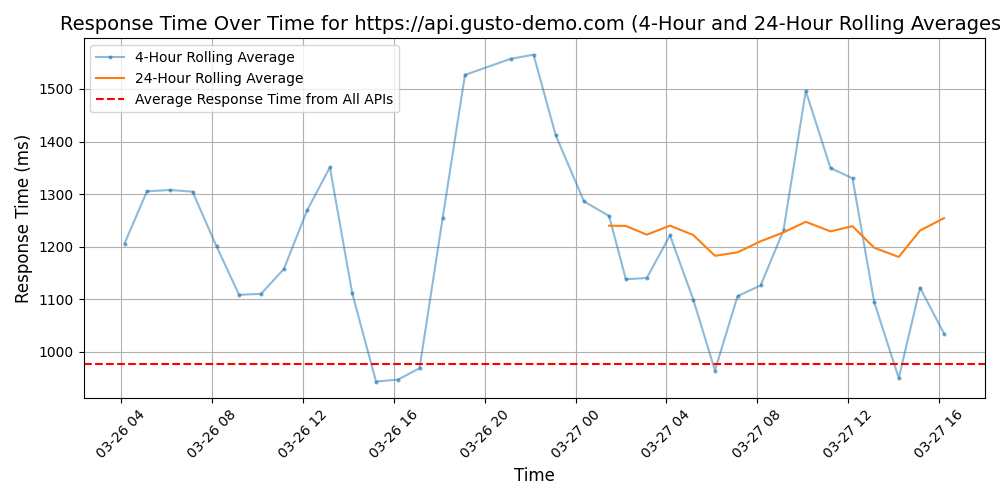 Response Time Over Time for https://api.gusto-demo.com (4-Hour and 24-Hour Rolling Averages
4-Hour Rolling Average
24-Hour Rolling Average
Average Response Time from All APIs
Response Time (ms)
1500
1400
1300
1200
1100
1000
03-26 04
03-26 08
03-26 12
03-26 16
03-26 20
03-27 00
03-27 04
03-27 08
03-27 12
03-27 16
Time